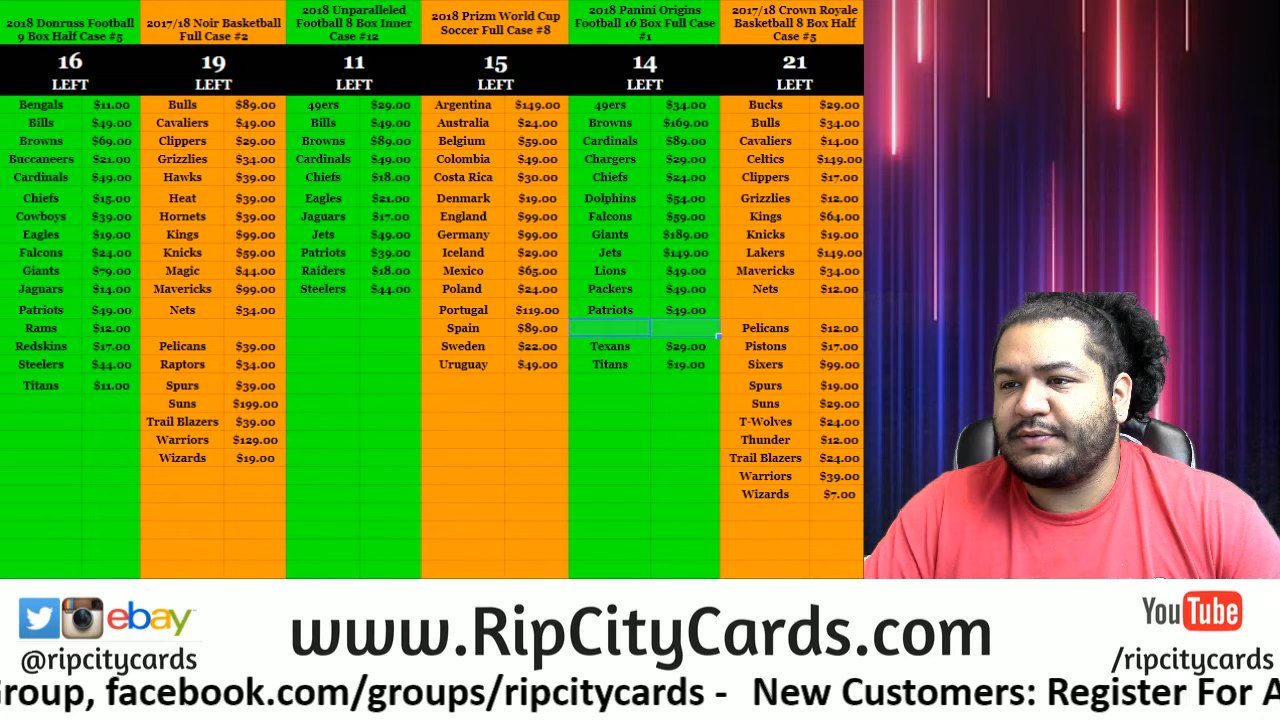 2018 Donruss Football
9 Box Half Case #5
16
LEFT
Bengals $11.00
Bills $49.00
Browns $69.00
Buccaneers $21.00
Cardinals $49.00
Chiefs $15.00
Cowboys $39.00
Eagles $19.00
Falcons $24.00
Giants $79.00
Jaguars $14.00
Patriots $49.00
Rams $12.00
Redskins $17.00
Steelers $44.00
Titans $11.00
2017/18 Noir Basketball
Full Case #2
19
LEFT
Bulls $89.00
Cavaliers $49.00
Clippers $29.00
Grizzlies $34.00
Hawks $39.00
Heat $39.00
Hornets $39.00
Kings $99.00
Knicks $59.00
Magic $44.00
Mavericks $99.00
Nets $34.00
Pelicans $39.00
Raptors $34.00
Spurs $39.00
Suns $199.00
Trail Blazers $39.00
Warriors $129.00
Wizards $19.00
2018 Unparalleled
Football 8 Box Inner
Case #12
11
LEFT
49ers $29.00
Bills $49.00
Browns $89.00
Cardinals $49.00
Chiefs $18.00
Eagles $21.00
Jaguars $17.00
Jets $49.00
Patriots $39.00
Raiders $18.00
Steelers $44.00
2018 Prizm World Cup
Soccer Full Case #8
15
LEFT
Argentina $149.00
Australia $24.00
Belgium $59.00
Colombia $49.00
Costa Rica $30.00
Denmark $19.00
England $99.00
Germany $99.00
Iceland $29.00
Mexico $65.00
Poland $24.00
Portugal $119.00
Spain $89.00
Sweden $22.00
Uruguay $49.00
2018 Panini Origins
Football 16 Box Full Case
#1
14
LEFT
49ers $34.00
Browns $169.00
Cardinals $89.00
Chargers $29.00
Chiefs $24.00
Dolphins $54.00
Falcons $59.00
Giants $189.00
Jets $149.00
Lions $49.00
Packers $49.00
Patriots $49.00
Texans $29.00
Titans $19.00
2017/18 Crown Royale
Basketball 8 Box Half
Case #5
21
LEFT
Bucks $29.00
Bulls $34.00
Cavaliers $14.00
Celtics $149.00
Clippers $17.00
Grizzlies $12.00
Kings $64.00
Knicks $19.00
Lakers $149.00
Mavericks $34.00
Nets $12.00
Pelicans $12.00
Pistons $17.00
Sixers $99.00
Spurs $19.00
Suns $29.00
T-Wolves $24.00
Thunder $12.00
Trail Blazers $24.00
Warriors $39.00
Wizards $7.00
ebay
@ripcitycards
www.RipCityCards.com
YouTube
/ripcitycards
Group, facebook.com/groups/ripcitycards - New Customers: Register For A